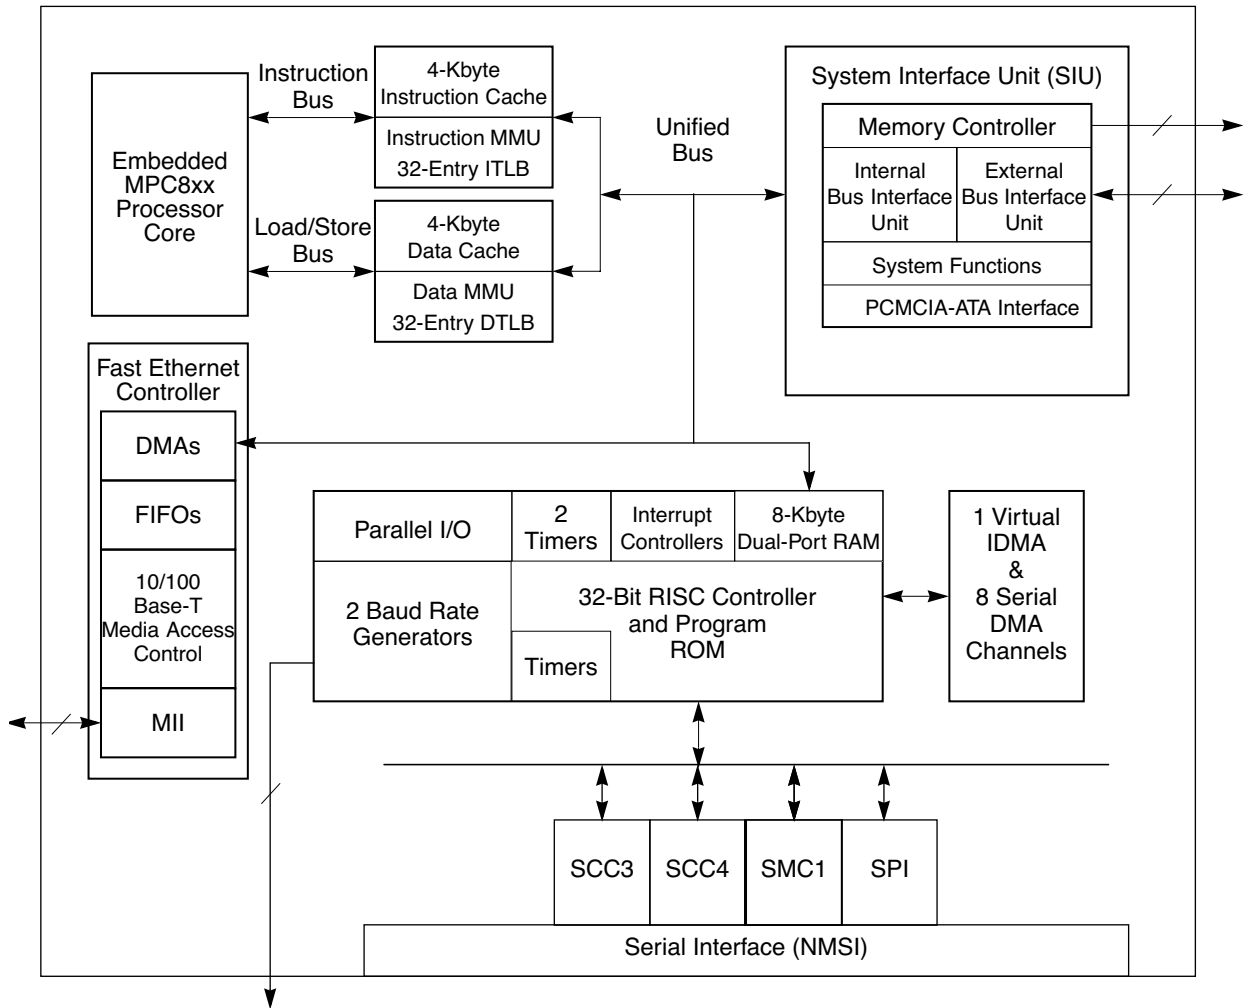 Embedded
MPC8xx
Processor
Core
Instruction
Bus
Load/Store
Bus
4-Kbyte
Instruction Cache
Instruction MMU
32-Entry ITLB
4-Kbyte
Data Cache
Data MMU
32-Entry DTLB
Unified
Bus
System Interface Unit (SIU)
Memory Controller
Internal
Bus Interface
Unit
External
Bus Interface
Unit
System Functions
PCMCIA-ATA Interface
Fast Ethernet
Controller
DMAs
FIFOs
10/100
Base-T
Media Access
Control
MII
Parallel I/O
2
Timers
Interrupt
Controllers
8-Kbyte
Dual-Port RAM
2 Baud Rate
Generators
32-Bit RISC Controller
and Program
ROM
Timers
1 Virtual
IDMA
&
8 Serial
DMA
Channels
SCC3
SCC4
SMC1
SPI
Serial Interface (NMSI)